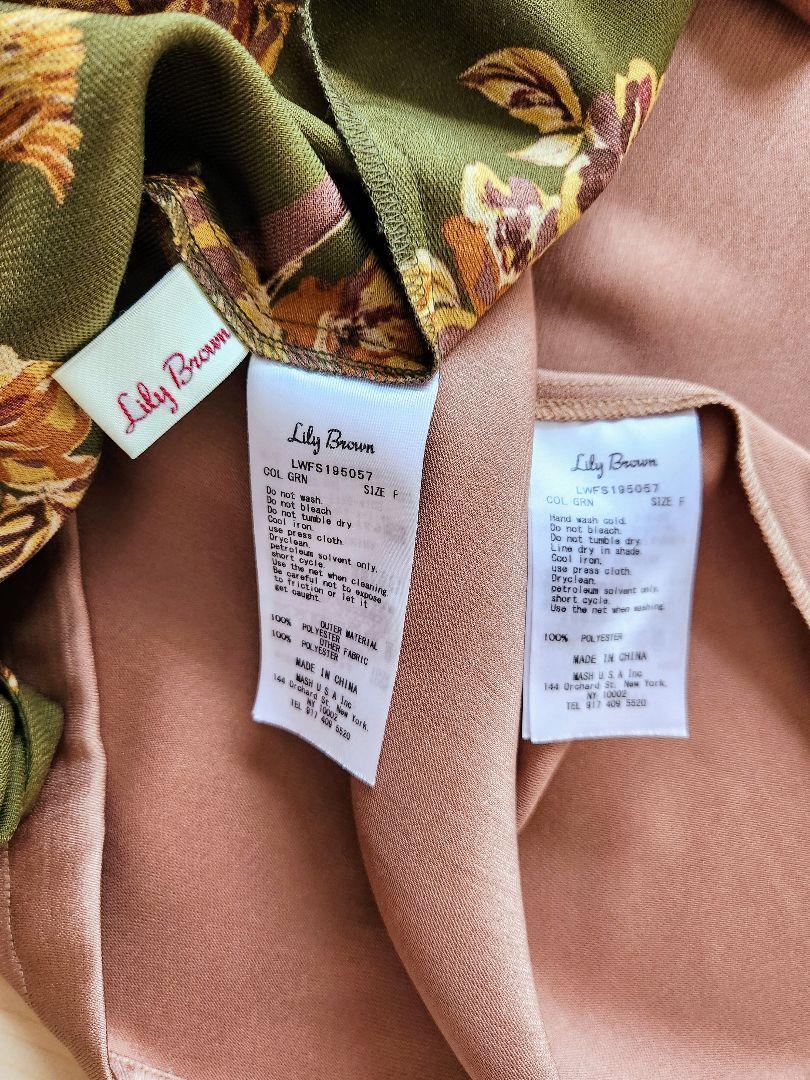 Lily Brown
Lily Brown
LWFS195057
COL GRN SIZE F
Do not wash.
Do not bleach
Do not tumble dry
Cool iron.
use press cloth
Dryclean.
petroleum solvent only.
short cycle.
Use the net when cleaning
Be careful not to expose
to friction or let it
get caught.
OUTER MATERIAL
100% POLYESTER
OTHER FABRIC
100% POLYESTER
MADE IN CHINA
MASH U S A Inc
144 Orchard St. New York,
NY 10002
TEL 917 409 5520
Lily Brown
LWFS195057
COL GRN SIZE F
Hand wash cold.
Do not bleach.
Do not tumble dry.
Line dry in shade.
Cool iron.
use press cloth.
Dryclean.
petroleum solvent only.
short cycle.
Use the net when washing.
100% POLYESTER
MADE IN CHINA
MASH U S A Inc
144 Orchard St. New York,
NY 10002
TEL 917 409 5520